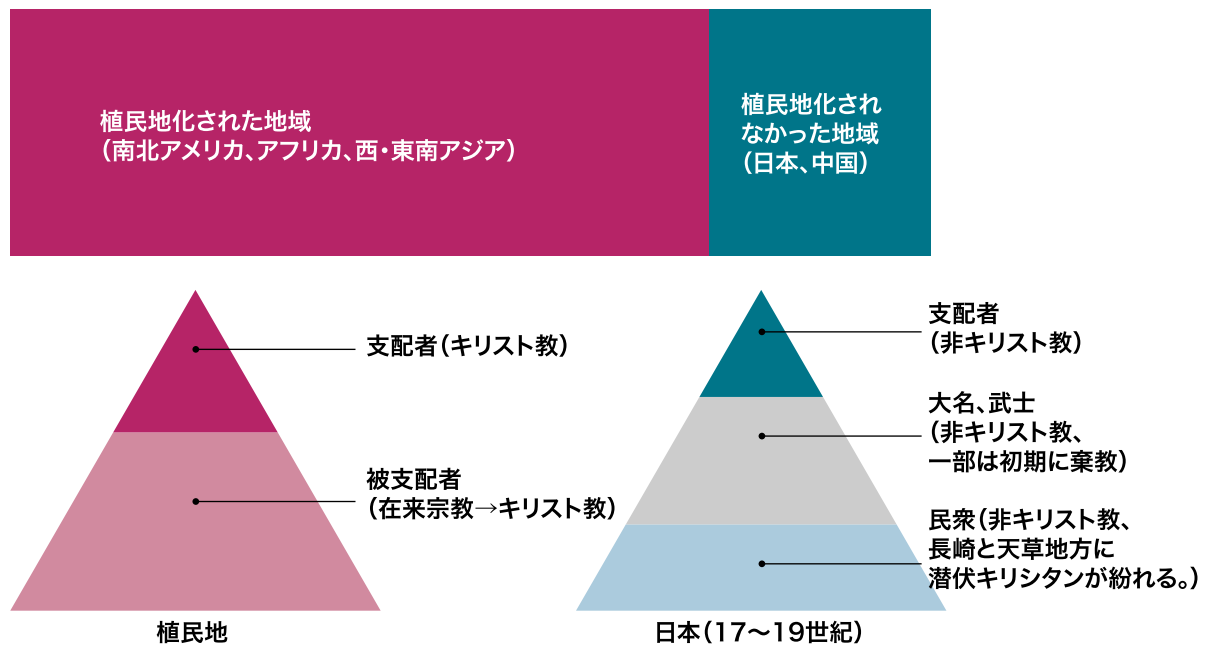 植民地化された地域
（南北アメリカ、アフリカ、西・東南アジア）
植民地化され
なかった地域
（日本、中国）
支配者（キリスト教）
被支配者
（在来宗教→キリスト教）
植民地
支配者
（非キリスト教）
大名、武士
（非キリスト教、
一部は初期に棄教）
民衆（非キリスト教、
長崎と天草地方に
潜伏キリシタンが紛れる。）
日本（17〜19世紀）